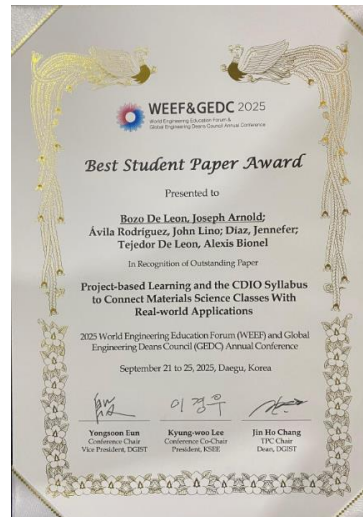 WEEF&GEDC 2025
World Engineering Education Forum &
Global Engineering Deans Council Annual Conference
Best Student Paper Award
Presented to
Bozo De Leon, Joseph Arnold;
Ávila Rodríguez, John Lino; Díaz, Jennefer;
Tejedor De Leon, Alexis Bionel
In Recognition of Outstanding Paper
Project-based Learning and the CDIO Syllabus
to Connect Materials Science Classes With
Real-world Applications
2025 World Engineering Education Forum (WEEF) and Global
Engineering Deans Council (GEDC) Annual Conference
September 21 to 25, 2025, Daegu, Korea
이경우
Yongsoon Eun Kyung-woo Lee Jin Ho Chang
Conference Chair Conference Co-Chair TPC Chair
Vice President, DGIST President, KSEE Dean, DGIST